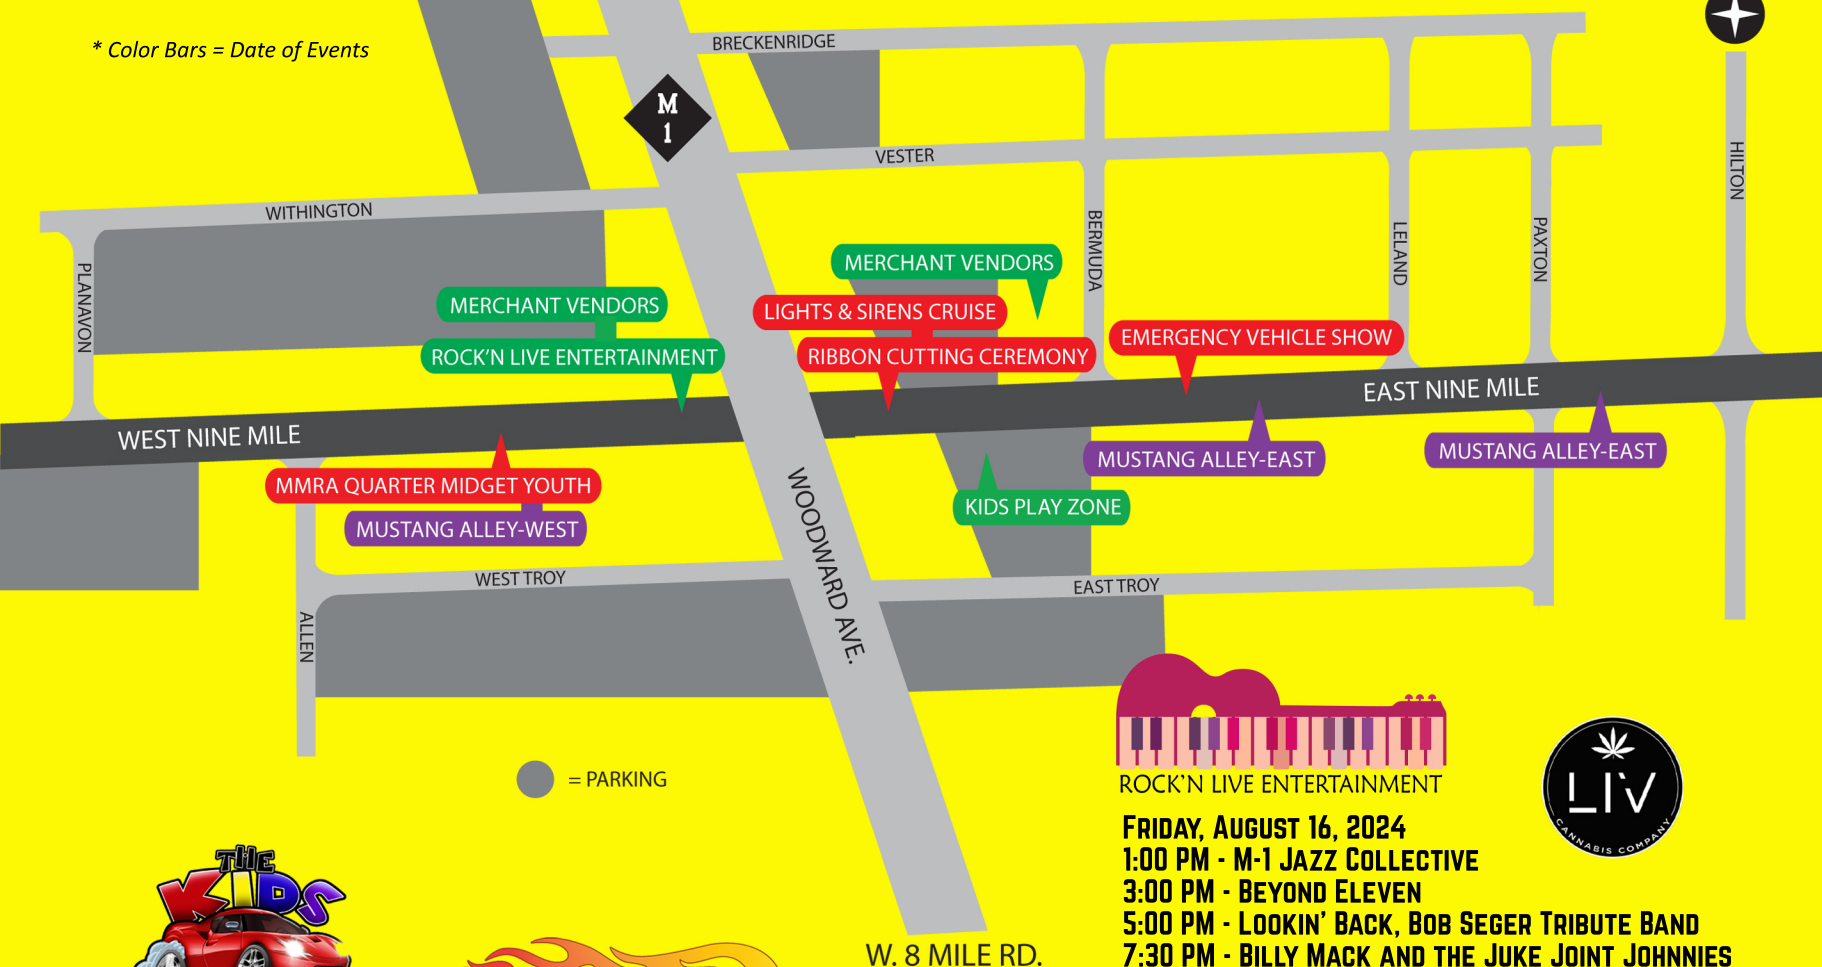 * Color Bars = Date of Events
BRECKENRIDGE
M
1
VESTER
HILTON
WITHINGTON
BERMUDA
LELAND
PAXTON
PLANAVON
MERCHANT VENDORS
MERCHANT VENDORS
LIGHTS & SIRENS CRUISE
EMERGENCY VEHICLE SHOW
ROCK'N LIVE ENTERTAINMENT
RIBBON CUTTING CEREMONY
EAST NINE MILE
WEST NINE MILE
MUSTANG ALLEY-EAST
MUSTANG ALLEY-EAST
MMRA QUARTER MIDGET YOUTH
KIDS PLAY ZONE
MUSTANG ALLEY-WEST
WOODWARD AVE.
WEST TROY
EAST TROY
ALLEN
= PARKING
ROCK'N LIVE ENTERTAINMENT
LIV
CANNABIS COMPANY
FRIDAY, AUGUST 16, 2024
1:00 PM - M-1 JAZZ COLLECTIVE
3:00 PM - BEYOND ELEVEN
5:00 PM - LOOKIN' BACK, BOB SEGER TRIBUTE BAND
7:30 PM - BILLY MACK AND THE JUKE JOINT JOHNNIES
THE
KIDS
W. 8 MILE RD.